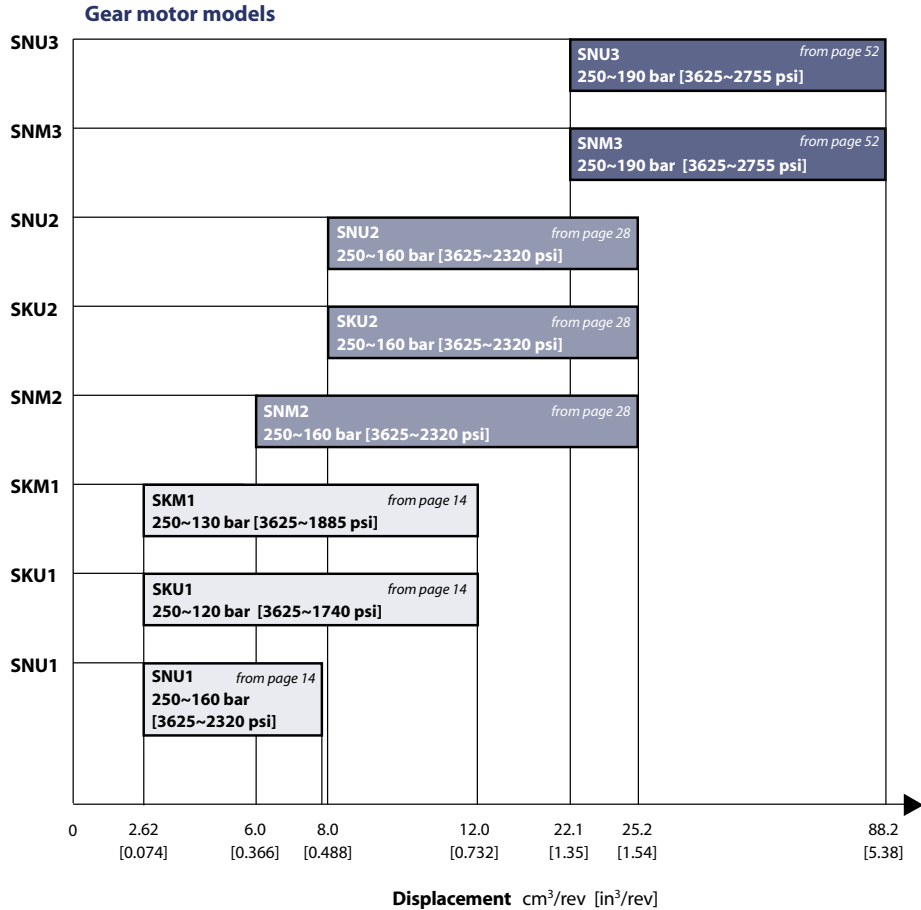 Gear motor models
SNU3
SNU3 from page 52
250~190 bar [3625~2755 psi]
SNM3
SNM3 from page 52
250~190 bar [3625~2755 psi]
SNU2
SNU2 from page 28
250~160 bar [3625~2320 psi]
SKU2
SKU2 from page 28
250~160 bar [3625~2320 psi]
SNM2
SNM2 from page 28
250~160 bar [3625~2320 psi]
SKM1
SKM1 from page 14
250~130 bar [3625~1885 psi]
SKU1
SKU1 from page 14
250~120 bar [3625~1740 psi]
SNU1
SNU1 from page 14
250~160 bar
[3625~2320 psi]
0 2.62 6.0 8.0 12.0 22.1 25.2 88.2
[0.074] [0.366] [0.488] [0.732] [1.35] [1.54] [5.38]
Displacement cm³/rev [in³/rev]